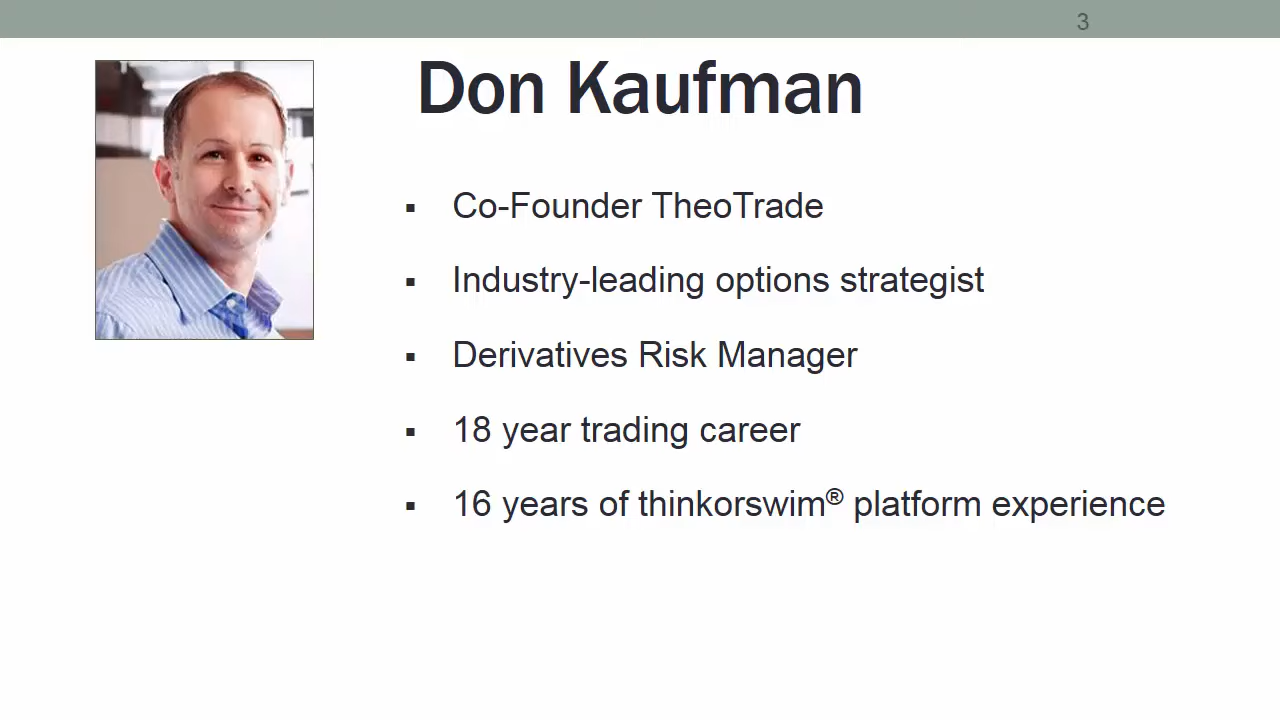 3
Don Kaufman
▪ Co-Founder TheoTrade
▪ Industry-leading options strategist
▪ Derivatives Risk Manager
▪ 18 year trading career
▪ 16 years of thinkorswim® platform experience